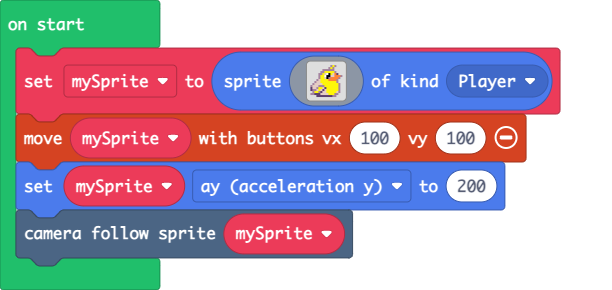 on start
set mySprite to sprite of kind Player
move mySprite with buttons vx 100 vy 100
set mySprite ay (acceleration y) to 200
camera follow sprite mySprite